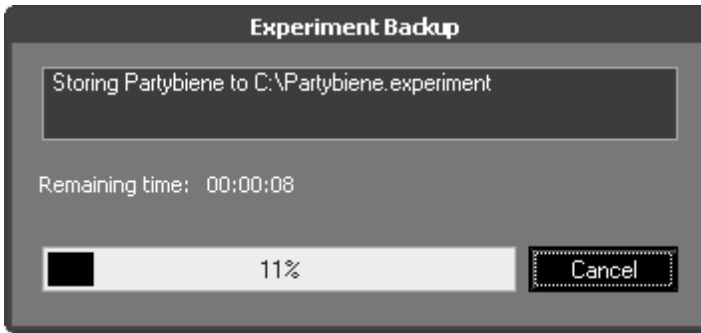 Experiment Backup
Storing Partybiene to C:\Partybiene.experiment
Remaining time: 00:00:08
11%
Cancel